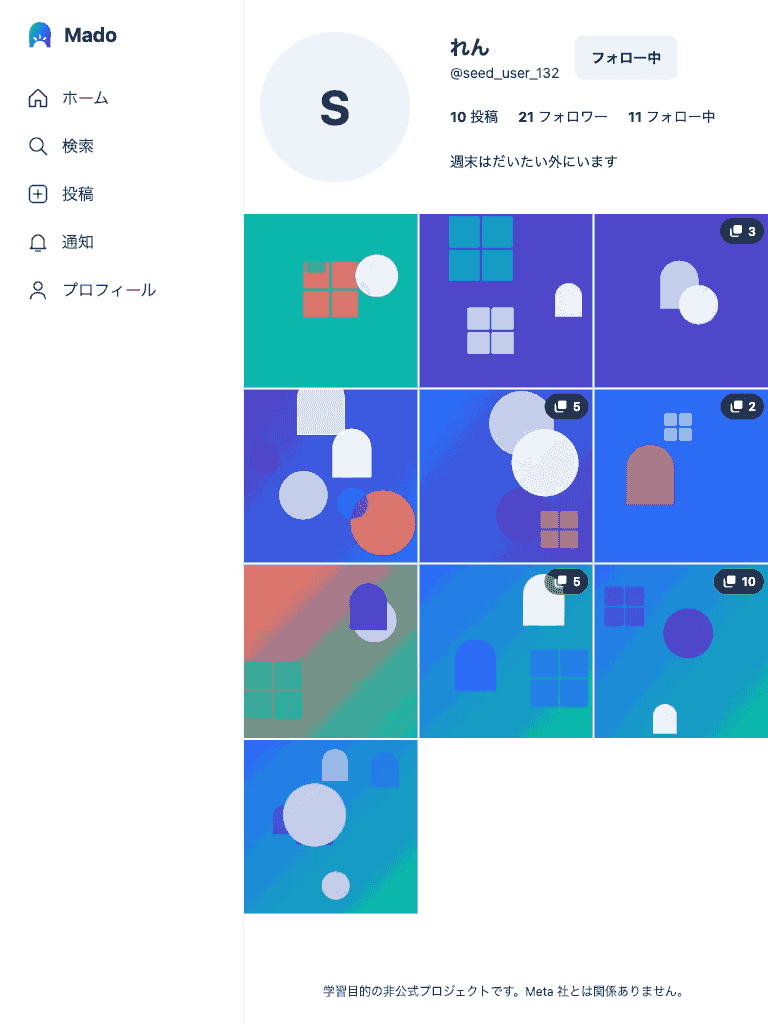 Mado
ホーム
検索
投稿
通知
プロフィール
S
れん
@seed_user_132
フォロー中
10 投稿 21 フォロワー 11 フォロー中
週末はだいたい外にいます
3
5
2
5
10
学習目的の非公式プロジェクトです。Meta 社とは関係ありません。